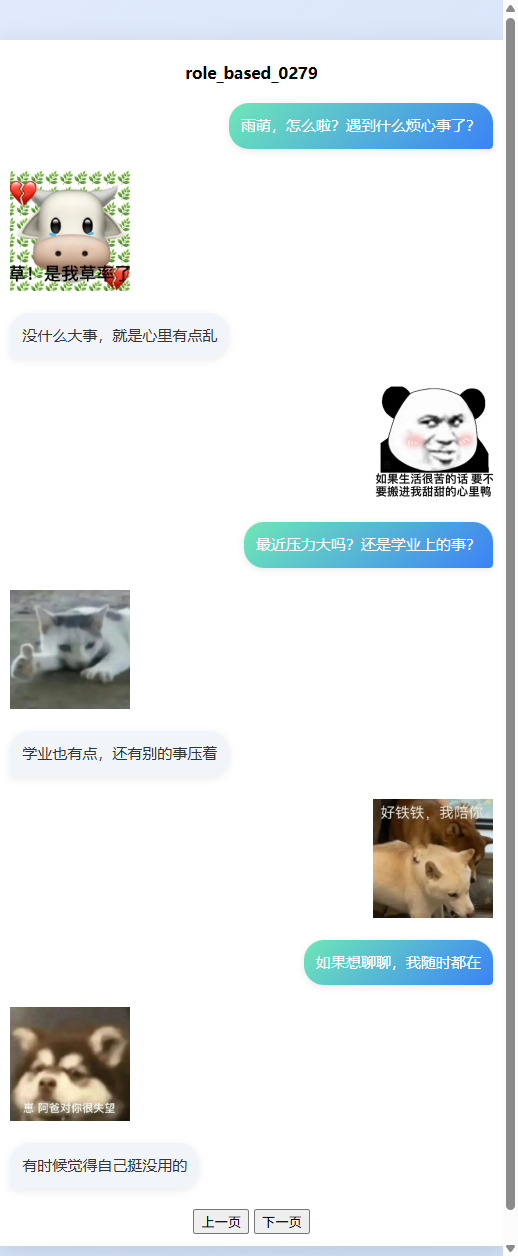 role_based_0279
雨萌，怎么啦？遇到什么烦心事了？
草！是我草率了
没什么大事，就是心里有点乱
如果生活很苦的话 要不
要搬进我甜甜的心里鸭
最近压力大吗？还是学业上的事？
学业也有点，还有别的事压着
好铁铁，我陪你
如果想聊聊，我随时都在
崽 阿爸对你很失望
有时候觉得自己挺没用的
上一页 下一页